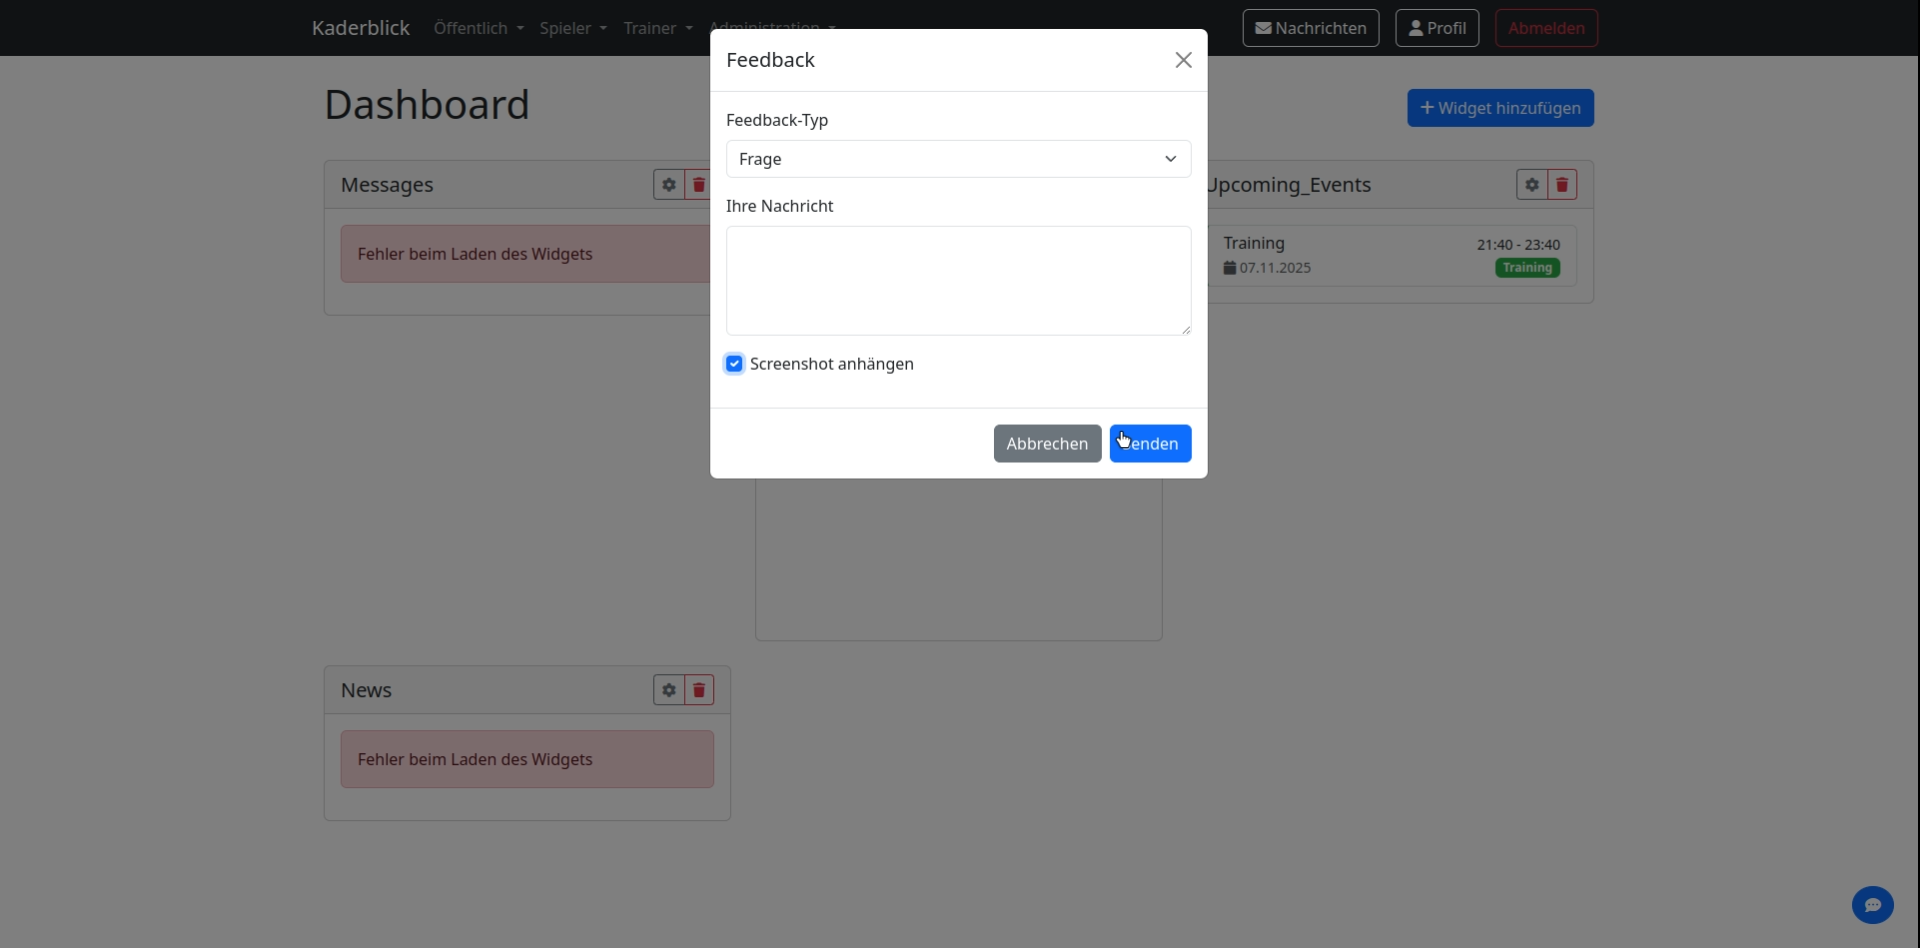 Kaderblick Öffentlich Spieler Trainer Administration Nachrichten Profil Abmelden
Feedback
Dashboard
Widget hinzufügen
Feedback-Typ
Frage
Messages
Upcoming_Events
Ihre Nachricht
Fehler beim Laden des Widgets
Training 21:40 - 23:40
07.11.2025 Training
Screenshot anhängen
Abbrechen enden
News
Fehler beim Laden des Widgets